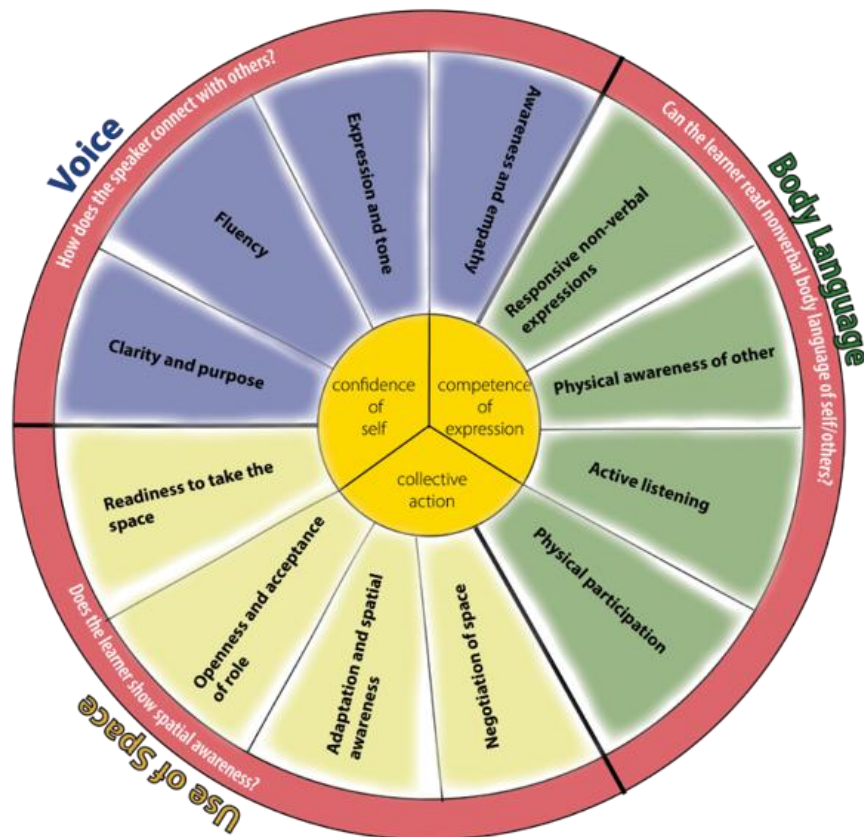 Voice
How does the speaker connect with others?
Clarity and purpose
Fluency
Expression and tone
Awareness and empathy
Body Language
Can the learner read nonverbal body language of self/others?
Responsive non-verbal
expressions
Physical awareness of other
Active listening
Physical participation
Use of Space
Does the learner show spatial awareness?
Negotiation of space
Adaptation and spatial
awareness
Openness and acceptance
of role
Readiness to take the
space
confidence
of
self
competence
of
expression
collective
action